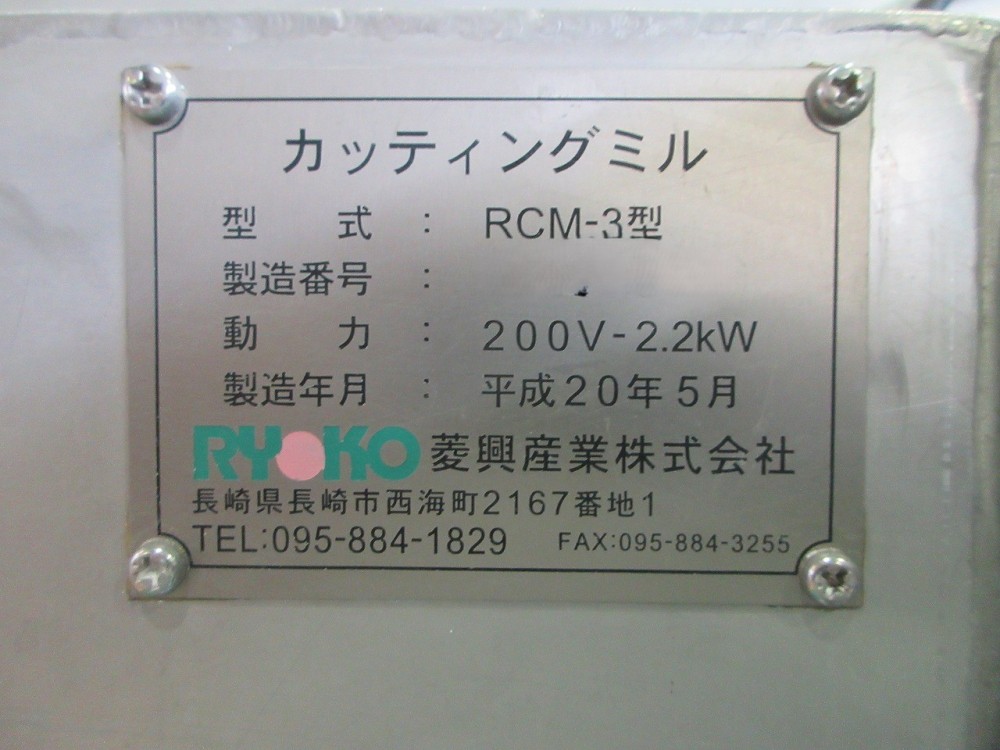 カッティングミル
型　　式 ： RCM-3型
製造番号 ：
動　　力 ： 200V-2.2kW
製造年月 ： 平成20年5月
RYOKO 菱興産業株式会社
長崎県長崎市西海町2167番地1
TEL:095-884-1829 FAX:095-884-3255